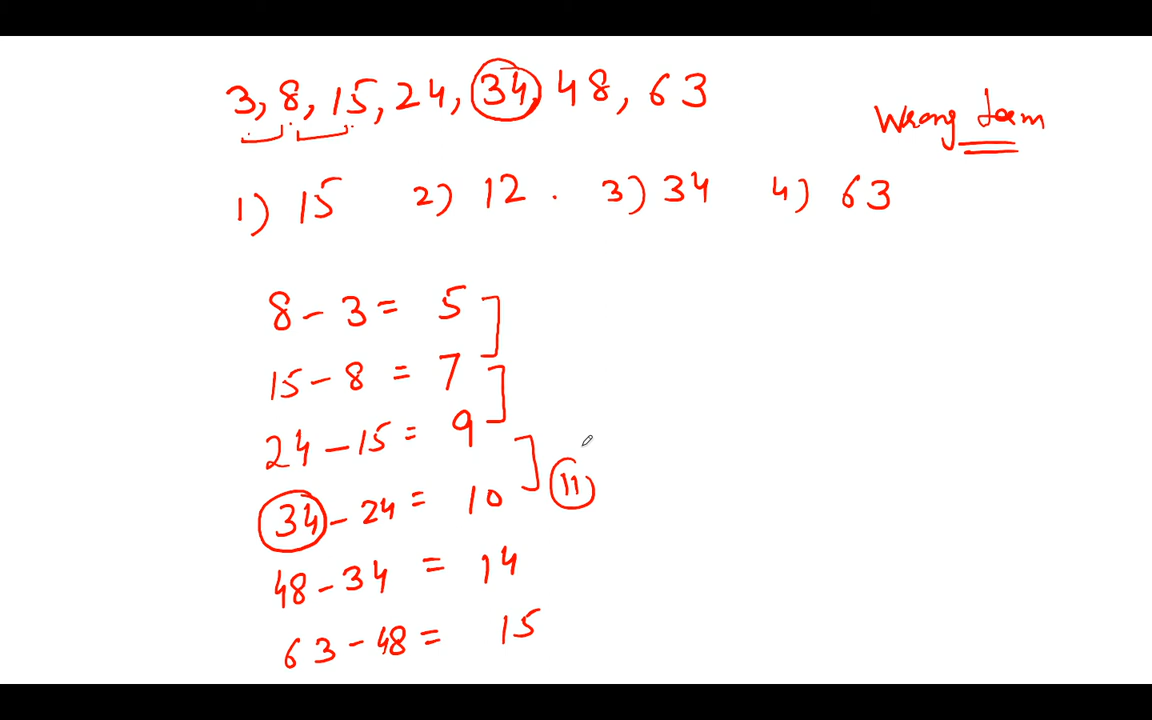 3, 8, 15, 24, 34, 48, 63
Wrong term
1) 15 2) 12 . 3) 34 4) 63
8 - 3 = 5
15 - 8 = 7
24 - 15 = 9
34 - 24 = 10 11
48 - 34 = 14
63 - 48 = 15